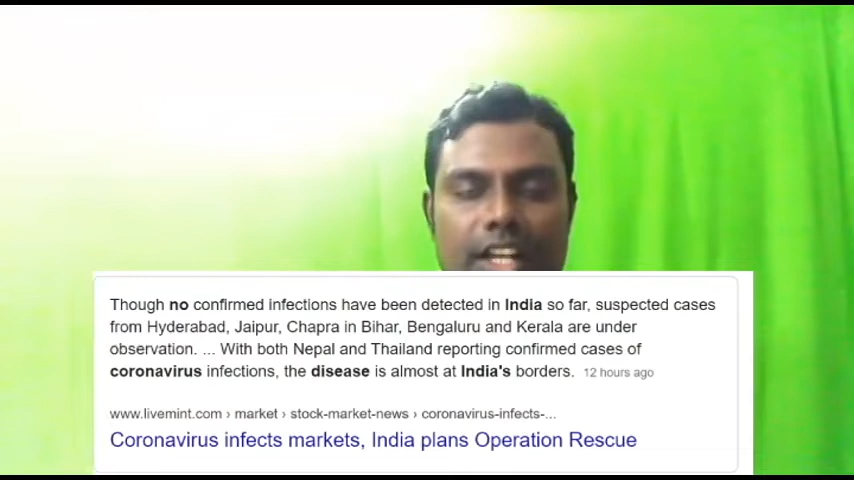 Though no confirmed infections have been detected in India so far, suspected cases
from Hyderabad, Jaipur, Chapra in Bihar, Bengaluru and Kerala are under
observation. ... With both Nepal and Thailand reporting confirmed cases of
coronavirus infections, the disease is almost at India's borders. 12 hours ago
www.livemint.com › market › stock-market-news › coronavirus-infects-...
Coronavirus infects markets, India plans Operation Rescue